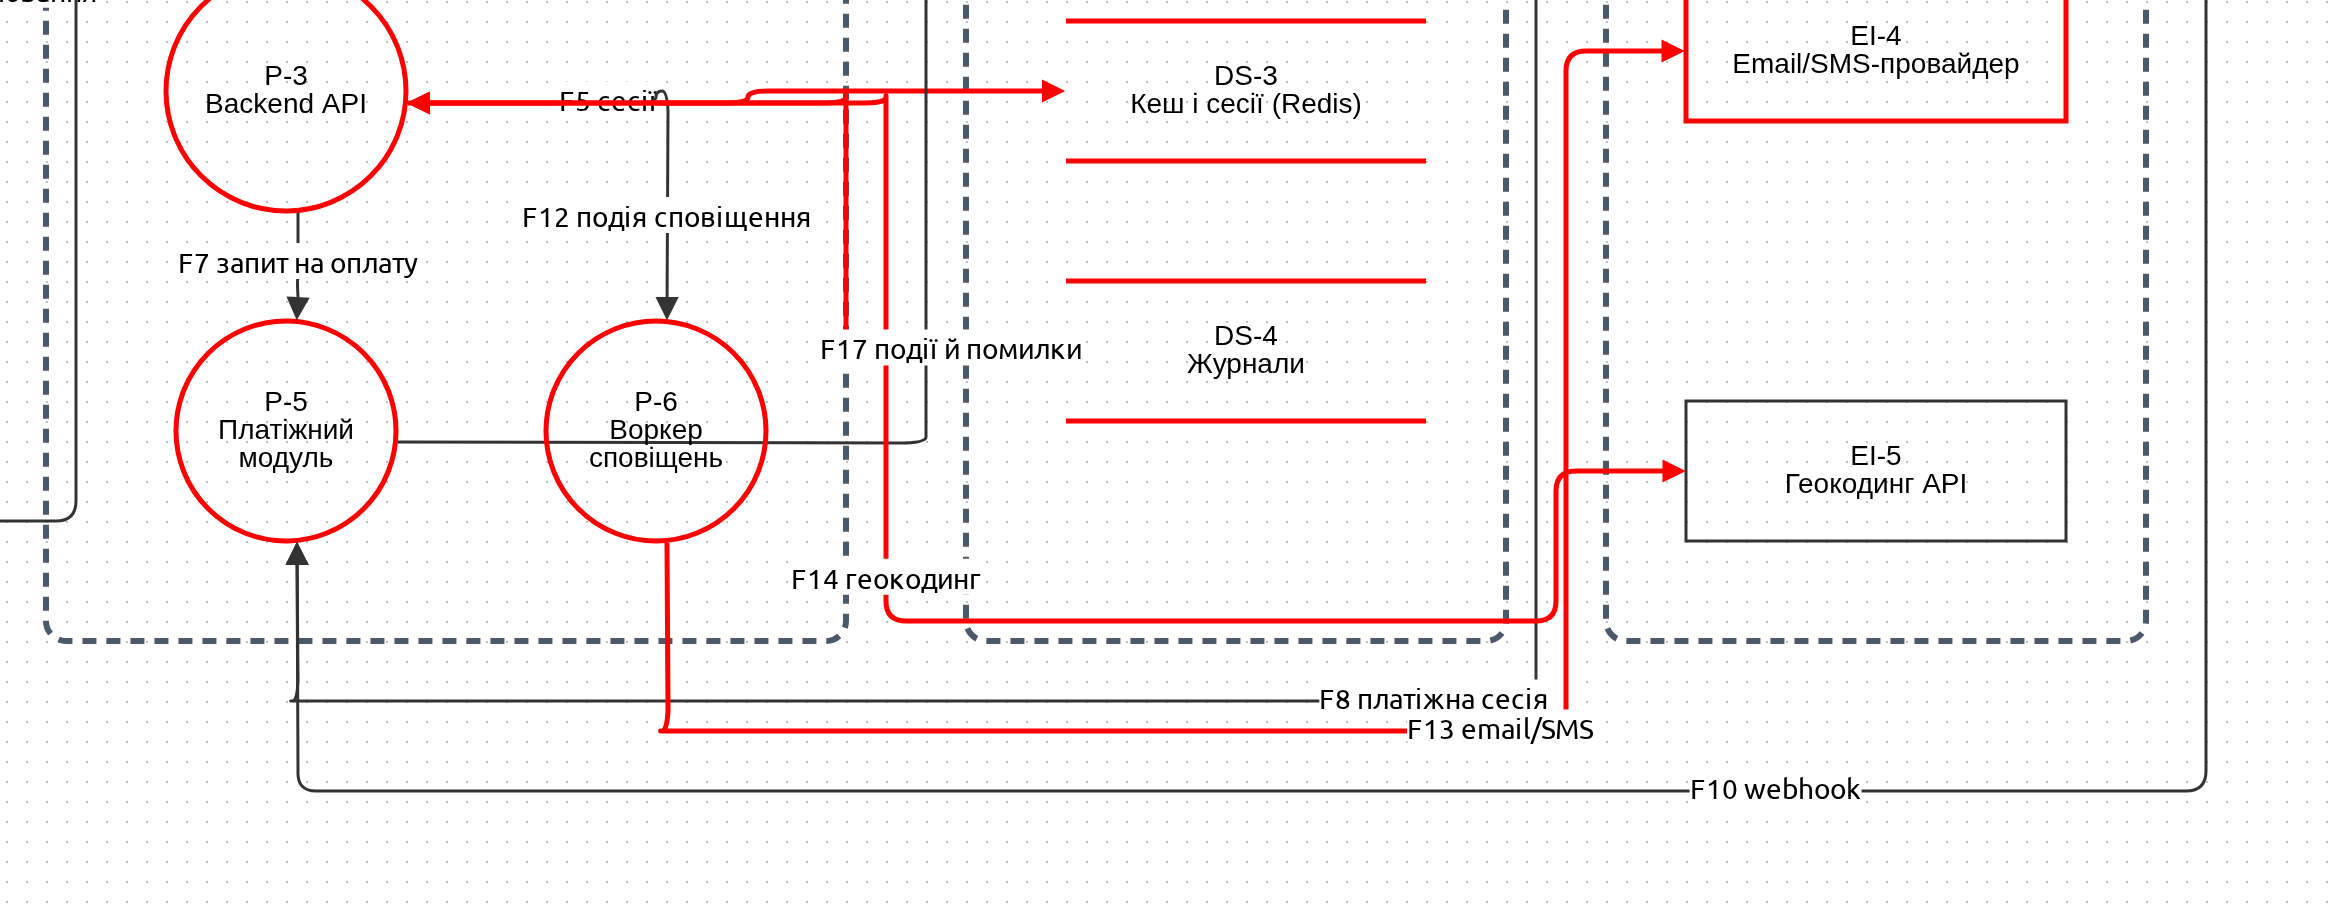 EI-4
Email/SMS-провайдер
P-3
Backend API
F5 сесії
DS-3
Кеш і сесії (Redis)
F12 подія сповіщення
F7 запит на оплату
F17 події й помилки
DS-4
Журнали
P-5
Платіжний
модуль
P-6
Воркер
сповіщень
EI-5
Геокодинг API
F14 геокодинг
F8 платіжна сесія
F13 email/SMS
F10 webhook